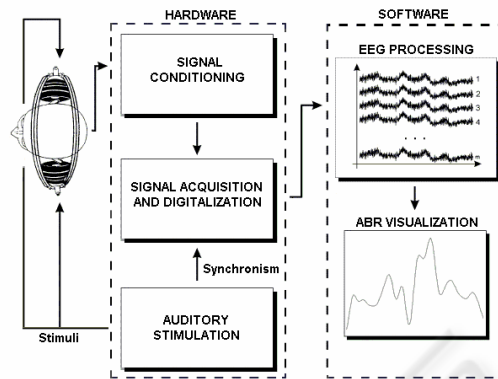 HARDWARE
SIGNAL
CONDITIONING
SIGNAL ACQUISITION
AND DIGITALIZATION
Synchronism
AUDITORY
STIMULATION
Stimuli
SOFTWARE
EEG PROCESSING
1
2
3
4
. . .
m
ABR VISUALIZATION